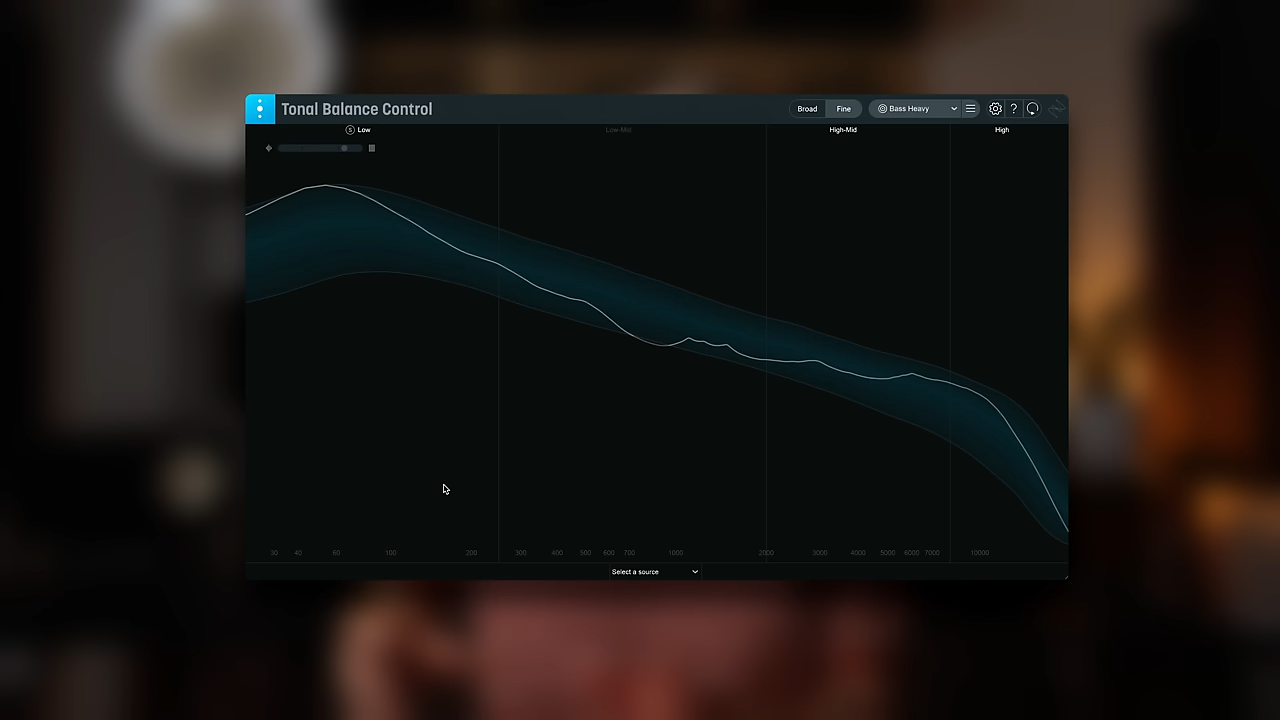 Tonal Balance Control
Broad Fine Bass Heavy ?
S Low Low-Mid High-Mid High
30 40 60 100 200 300 400 500 600 700 1000 2000 3000 4000 5000 6000 7000 10000
Select a source